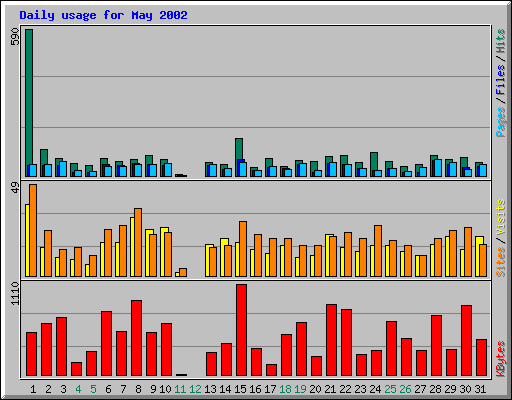 Daily usage for May 2002
590
Pages / Files / Hits
49
Sites / Visits
1110
KBytes
1 2 3 4 5 6 7 8 9 10 11 12 13 14 15 16 17 18 19 20 21 22 23 24 25 26 27 28 29 30 31